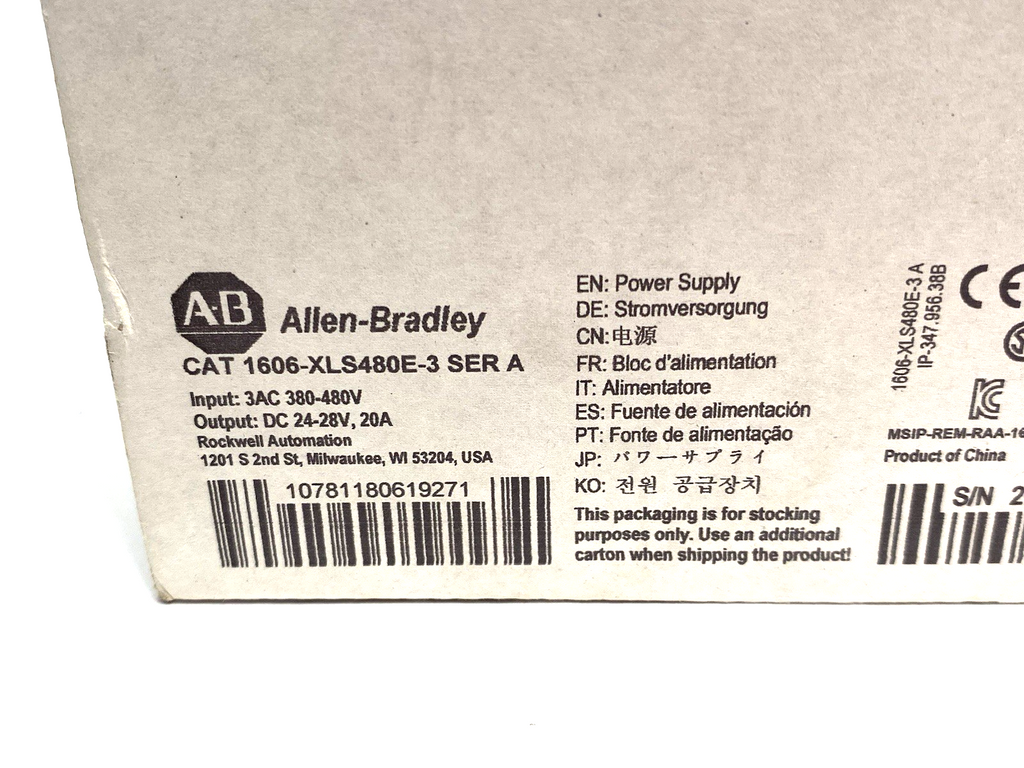 AB Allen-Bradley
CAT 1606-XLS480E-3 SER A
Input: 3AC 380-480V
Output: DC 24-28V, 20A
Rockwell Automation
1201 S 2nd St, Milwaukee, WI 53204, USA
10781180619271
EN: Power Supply
DE: Stromversorgung
CN:电源
FR: Bloc d'alimentation
IT: Alimentatore
ES: Fuente de alimentación
PT: Fonte de alimentação
JP: パワーサプライ
KO: 전원 공급장치
This packaging is for stocking
purposes only. Use an additional
carton when shipping the product!
1606-XLS480E-3 A
IP-347.956.38B
CE
MSIP-REM-RAA-16
Product of China
S/N 2